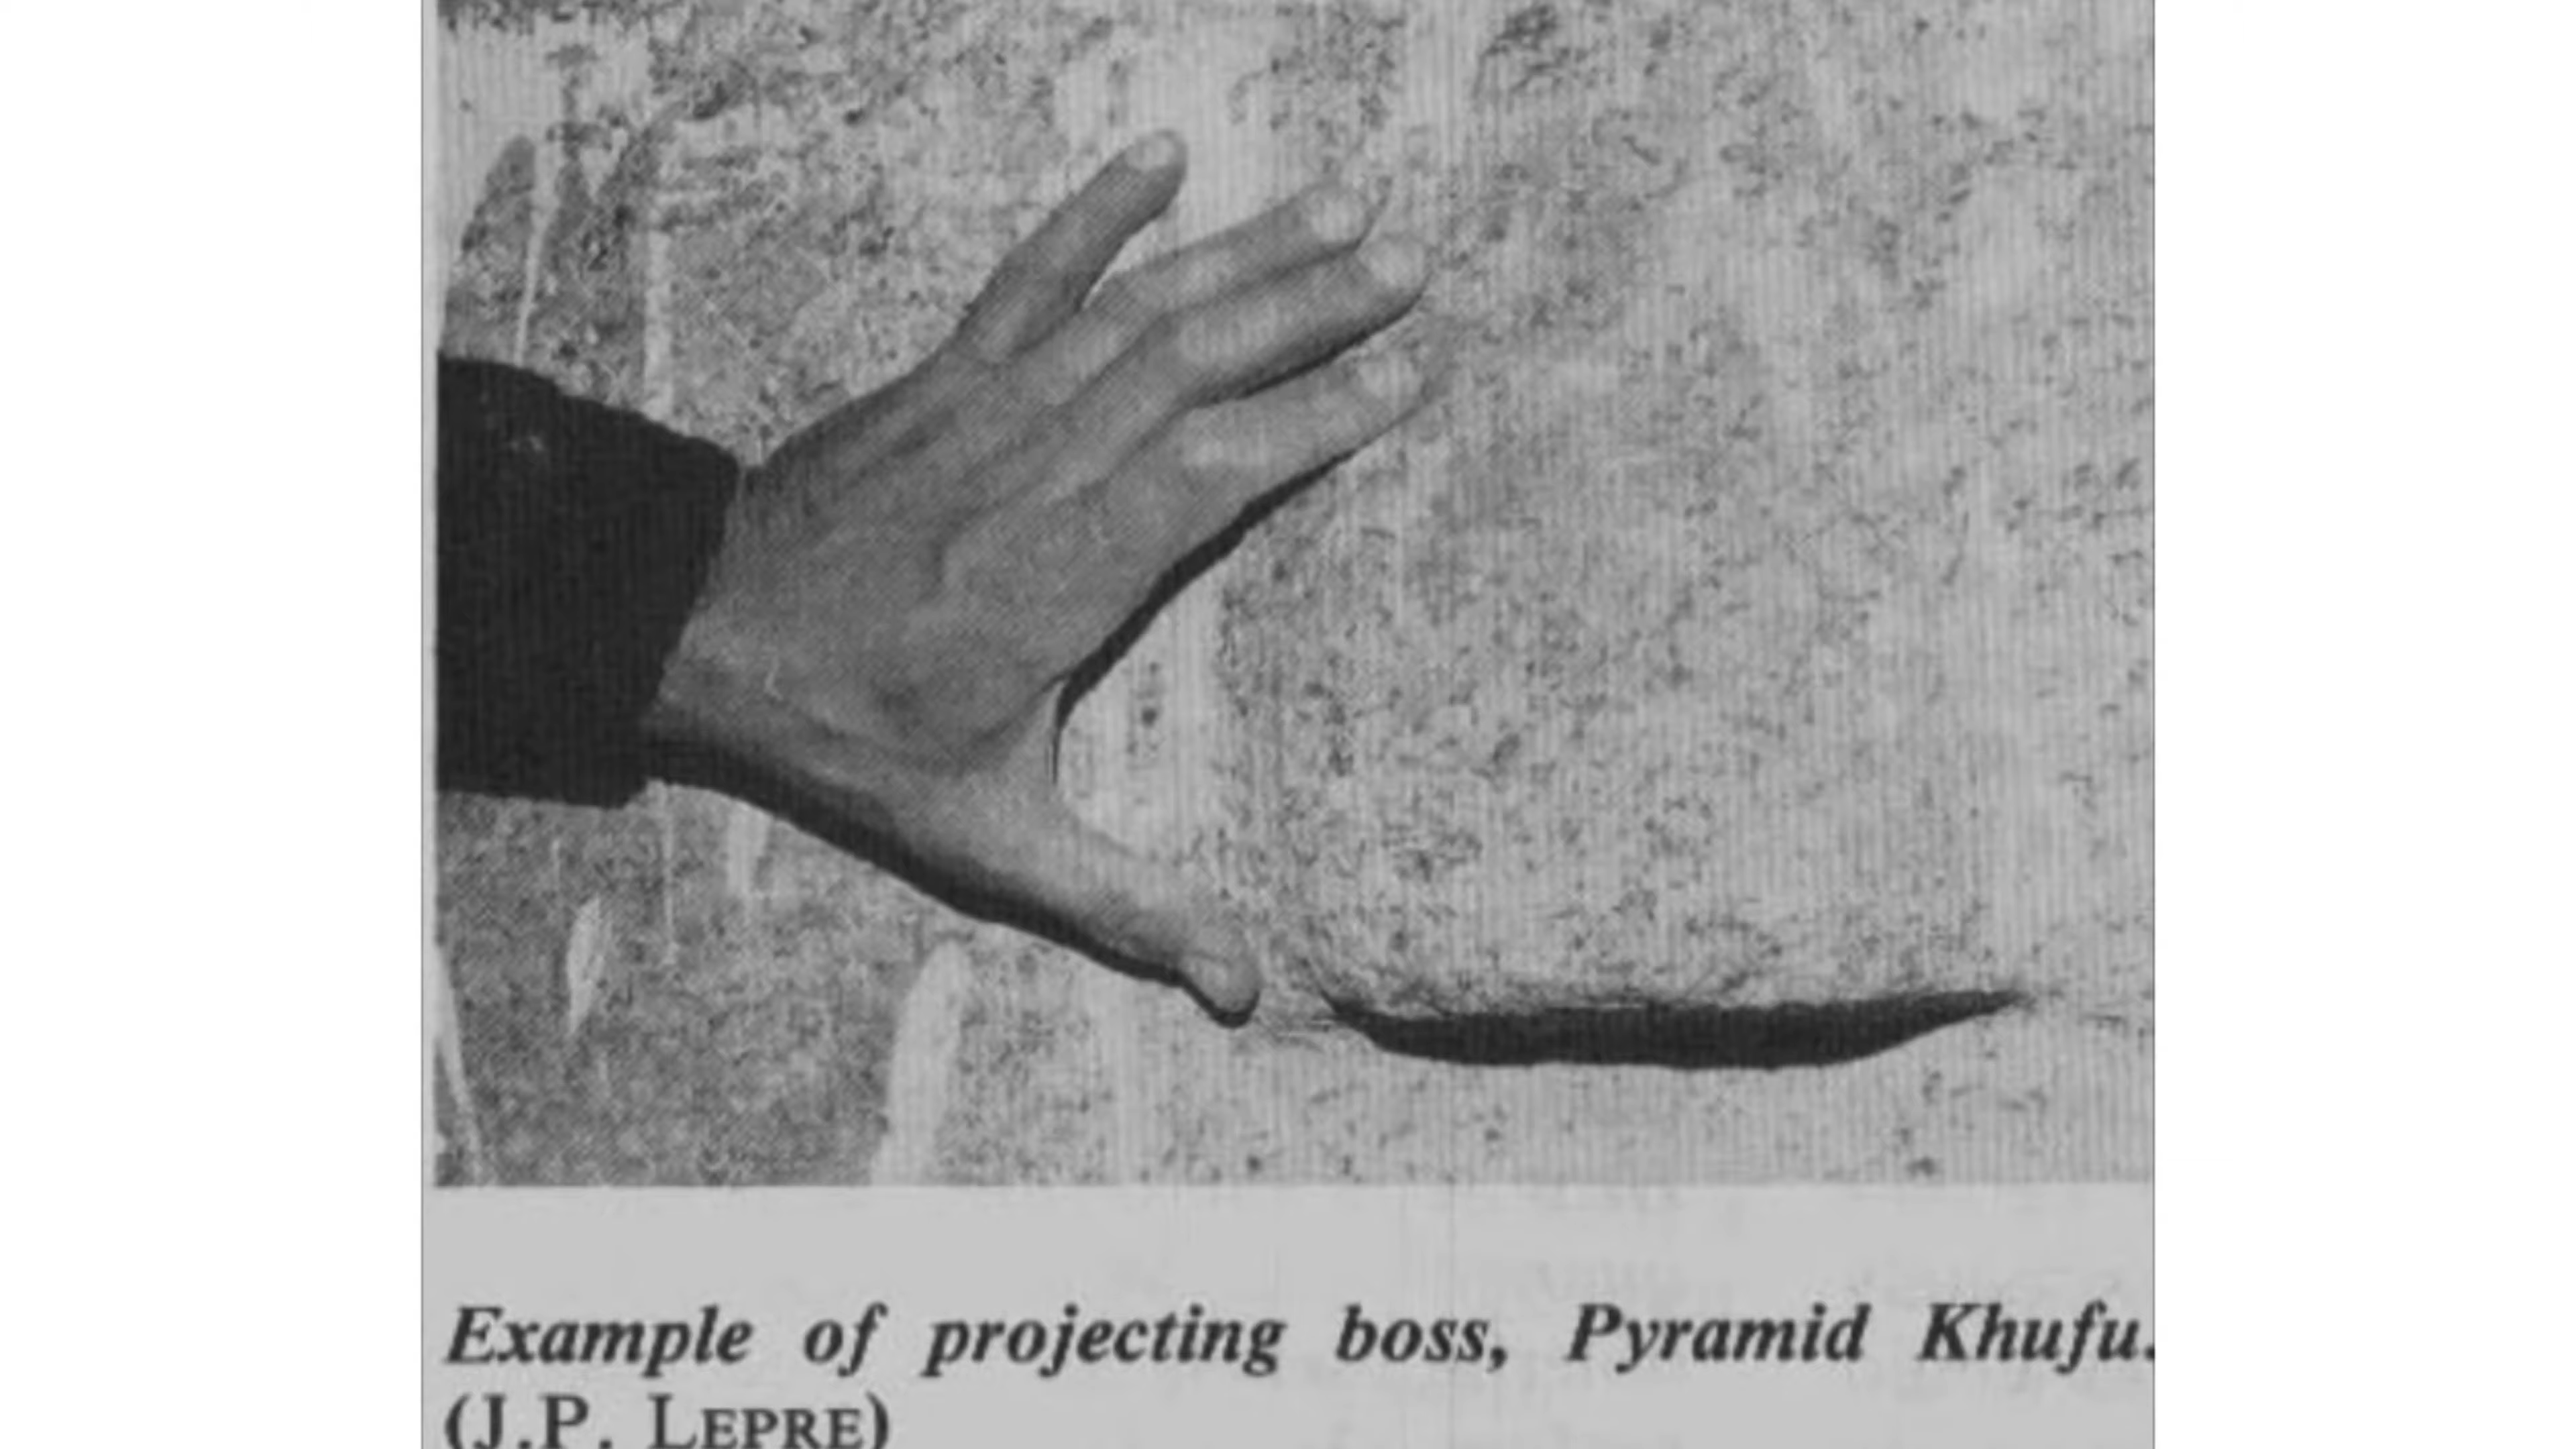 Example of projecting boss, Pyramid Khufu.
(J.P. LEPRE)